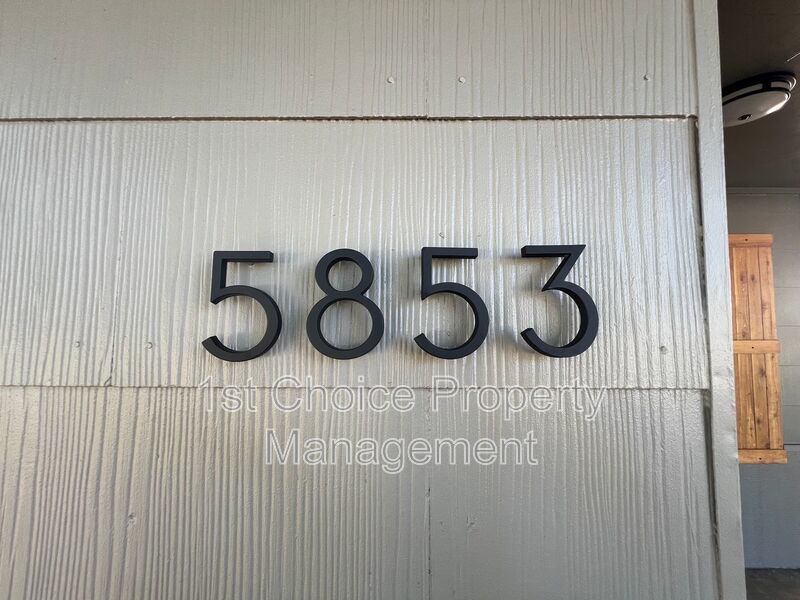 5853
1st Choice Property
Management